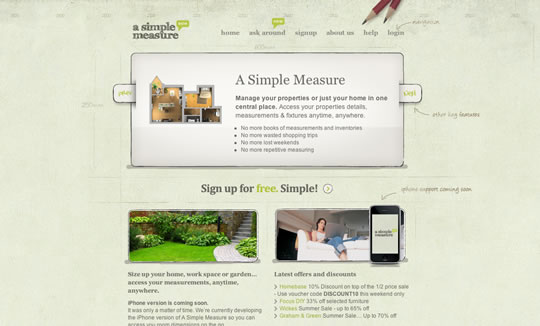 a simple
measure
new
home ask around signup about us help login
navigation
600mm
250mm
A Simple Measure
Manage your properties or just your home in one
central place. Access your properties details,
measurements & fixtures anytime, anywhere.
No more books of measurements and inventories
No more wasted shopping trips
No more lost weekends
No more repetitive measuring
other key features
Sign up for free. Simple!
iphone support coming soon
a simple
measure
Size up your home, work space or garden...
access your measurements, anytime,
anywhere.
iPhone version is coming soon.
It was only a matter of time. We're currently developing
the iPhone version of A Simple Measure so you can
access you room dimensions on the go
Latest offers and discounts
Homebase 10% Discount on top of the 1/2 price sale
- Use voucher code DISCOUNT10 this weekend only
Focus DIY 33% off selected furniture
Wickes Summer Sale - up to 65% off
Graham & Green Summer Sale... Up to 70% off